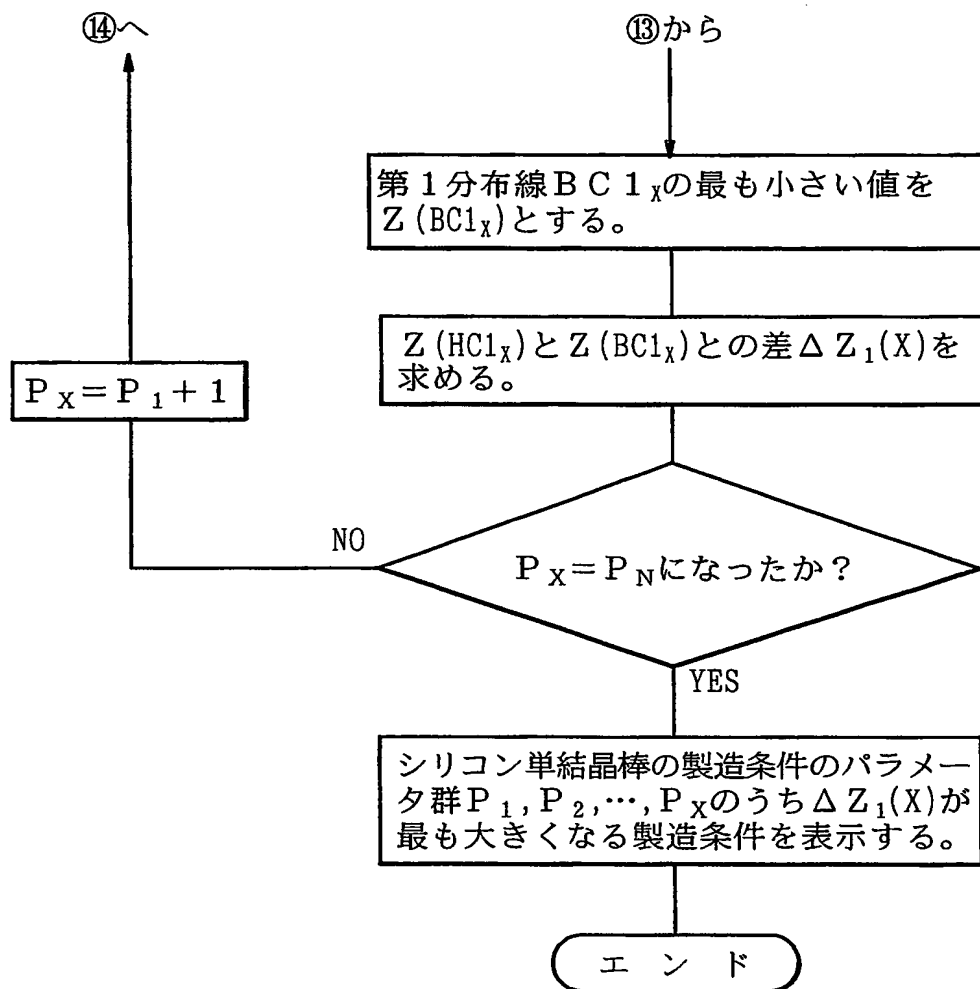 ⑭へ
⑬から
第1分布線BC1Xの最も小さい値を
Z(BC1X)とする。
Z(HC1X)とZ(BC1X)との差ΔZ1(X)を
求める。
PX=P1+1
NO
PX=PNになったか?
YES
シリコン単結晶棒の製造条件のパラメー
タ群P1,P2,…,PXのうちΔZ1(X)が
最も大きくなる製造条件を表示する。
エンド